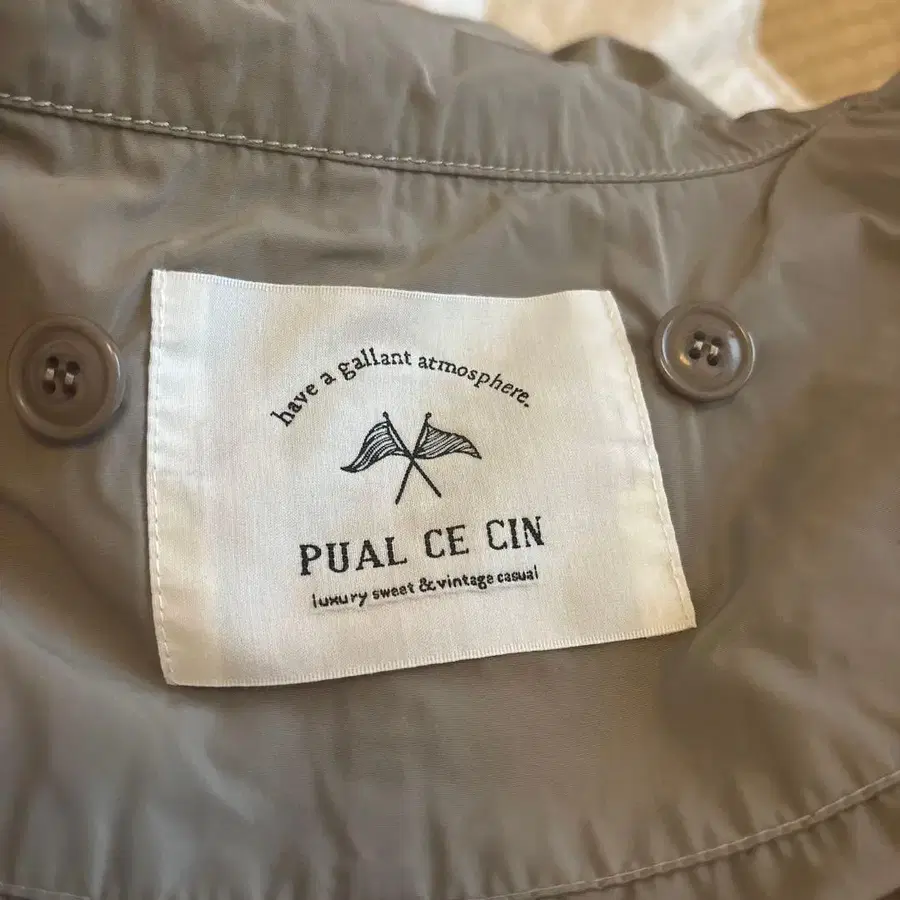 have a gallant atmosphere.
PUAL CE CIN
luxury sweet & vintage casual